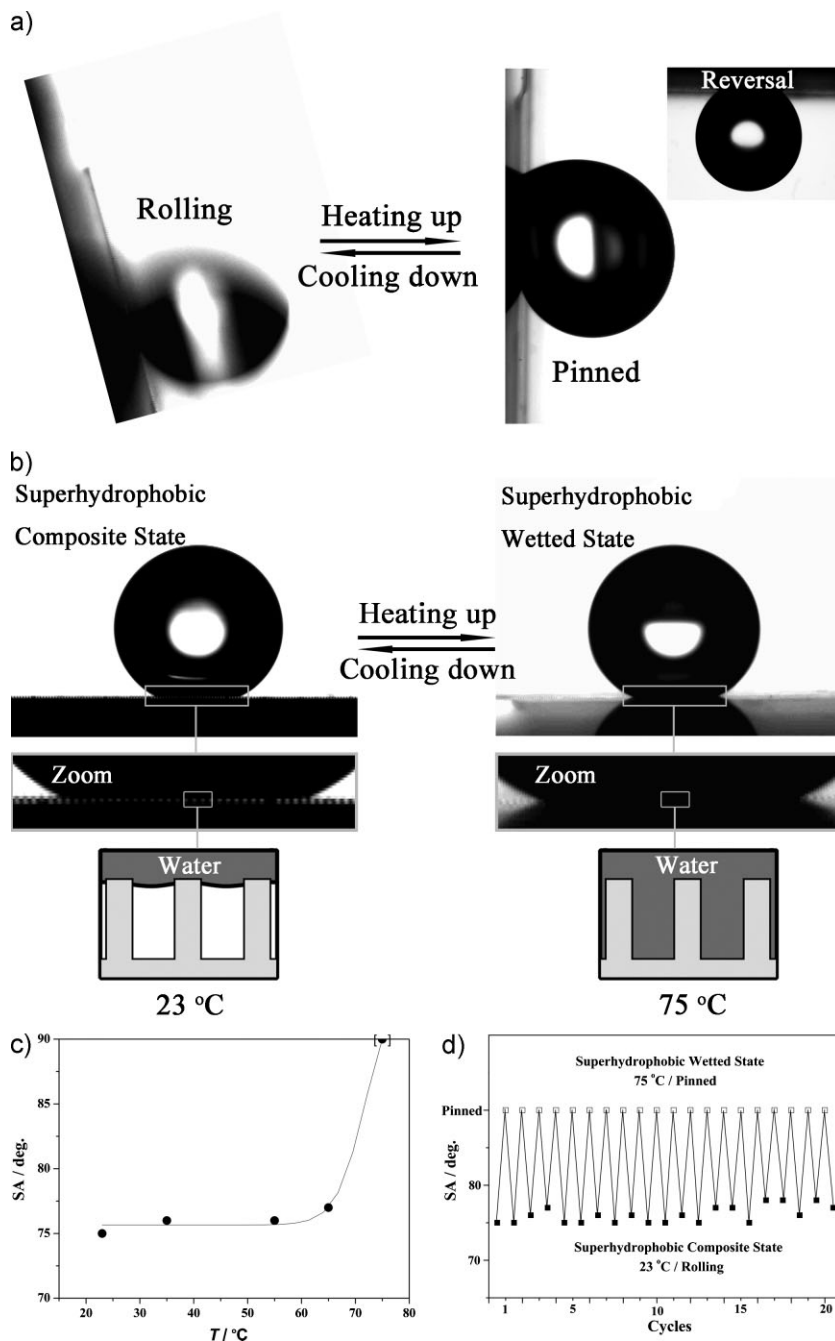 a)
Reversal
Rolling
Heating up
Cooling down
Pinned
b)
Superhydrophobic
Composite State
Superhydrophobic
Wetted State
Heating up
Cooling down
Zoom
Zoom
Water
Water
23 °C
75 °C
c)
90
85
80
75
70
SA / deg.
[ ]
20 30 40 50 60 70 80
T / °C
d)
Superhydrophobic Wetted State
75 °C / Pinned
Pinned
80
70
SA / deg.
Superhydrophobic Composite State
23 °C / Rolling
1 5 10 15 20
Cycles